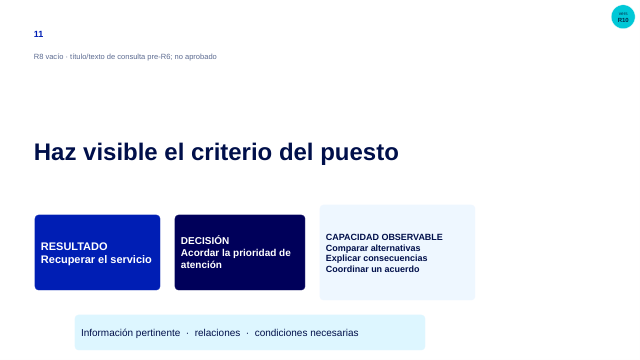 11
R10
R8 vacío · título/texto de consulta pre-R6; no aprobado
Haz visible el criterio del puesto
RESULTADO
Recuperar el servicio
DECISIÓN
Acordar la prioridad de
atención
CAPACIDAD OBSERVABLE
Comparar alternativas
Explicar consecuencias
Coordinar un acuerdo
Información pertinente · relaciones · condiciones necesarias